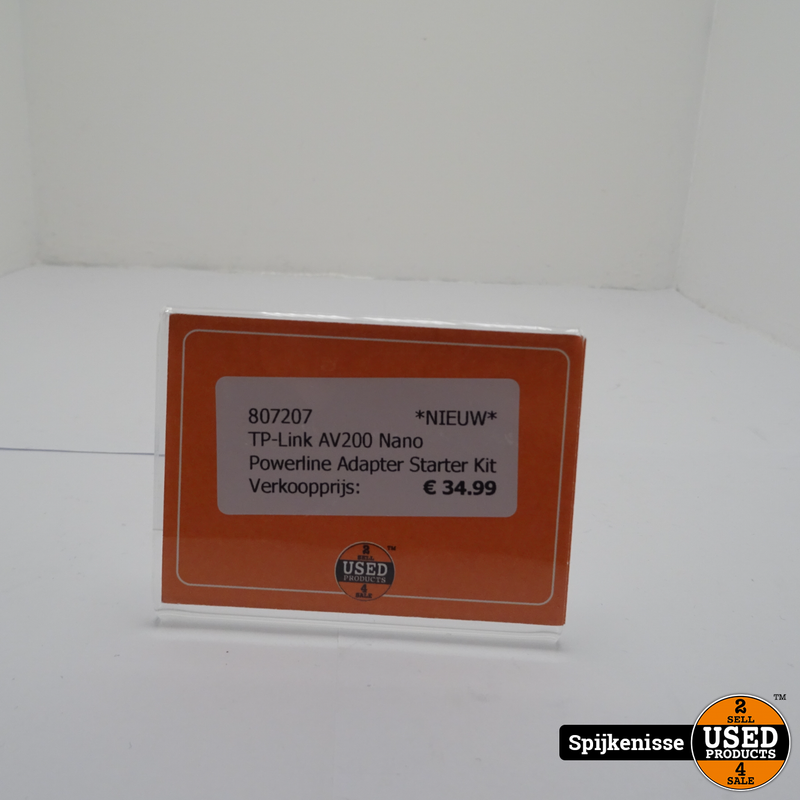 807207 *NIEUW*
TP-Link AV200 Nano
Powerline Adapter Starter Kit
Verkoopprijs: € 34.99
2
SELL
USED
PRODUCTS
4
SALE
TM
Spijkenisse
2
SELL
USED
PRODUCTS
4
SALE
TM